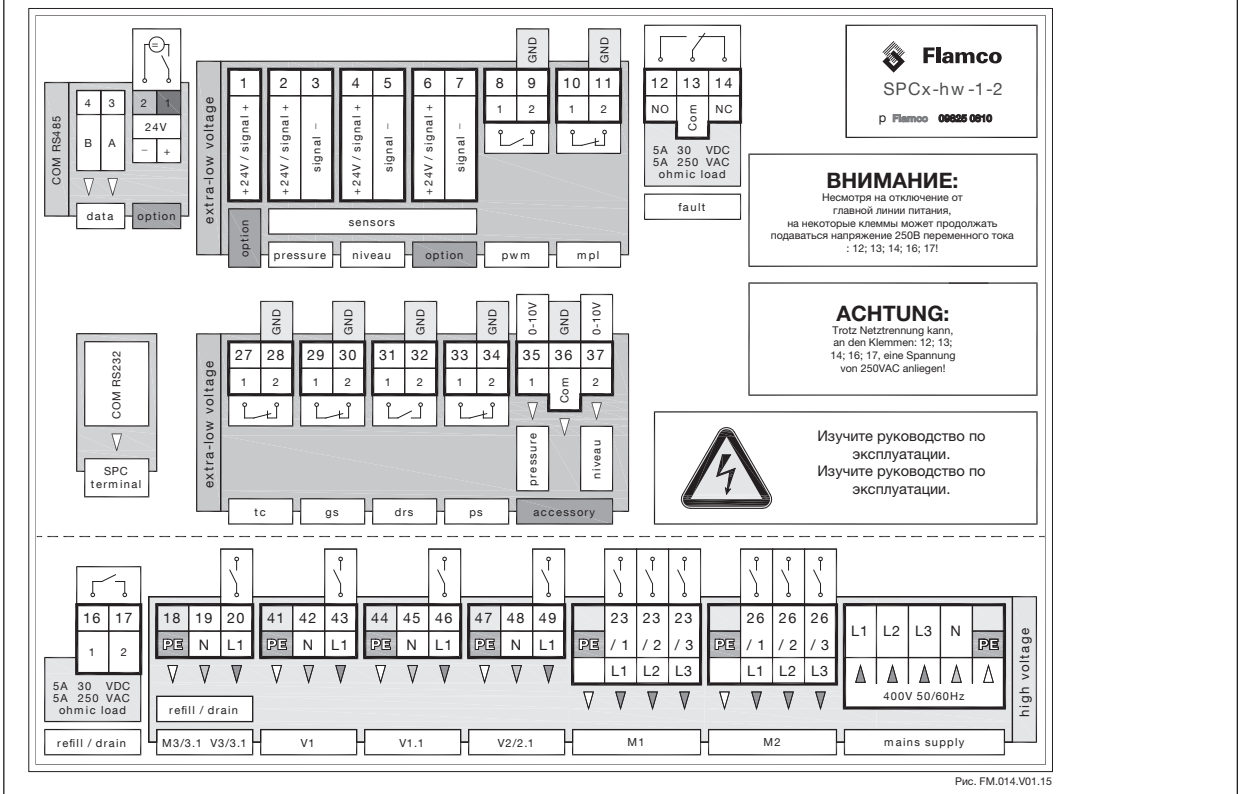 COM RS485
4 3
B A
data
2 1
24V
− +
option
extra-low voltage
1 2 3 4 5 6 7 8 9 10 11
GND GND
1 2 1 2
+24V / signal +
+24V / signal +
signal −
+24V / signal +
signal −
+24V / signal +
signal −
option
sensors
pressure niveau option pwm mpl
12 13 14
NO Com NC
5A 30 VDC
5A 250 VAC
ohmic load
fault
Flamco
SPCx-hw-1-2
p Flamco 09825 0810
ВНИМАНИЕ:
Несмотря на отключение от
главной линии питания,
на некоторые клеммы может продолжать
подаваться напряжение 250В переменного тока
: 12; 13; 14; 16; 17!
COM RS232
SPC
terminal
extra-low voltage
GND GND GND GND 0-10V GND 0-10V
27 28 29 30 31 32 33 34 35 36 37
1 2 1 2 1 2 1 2 1 Com 2
pressure niveau
tc gs drs ps accessory
ACHTUNG:
Trotz Netztrennung kann,
an den Klemmen: 12; 13;
14; 16; 17, eine Spannung
von 250VAC anliegen!
Изучите руководство по
эксплуатации.
Изучите руководство по
эксплуатации.
16 17
1 2
5A 30 VDC
5A 250 VAC
ohmic load
refill / drain
18 19 20 41 42 43 44 45 46 47 48 49 23 23 23 26 26 26
PE N L1 PE N L1 PE N L1 PE N L1 PE / 1 / 2 / 3 PE / 1 / 2 / 3
L1 L2 L3 L1 L2 L3
L1 L2 L3 N PE
400V 50/60Hz
refill / drain
M3/3.1 V3/3.1 V1 V1.1 V2/2.1 M1 M2 mains supply
high voltage
Рис. FM.014.V01.15